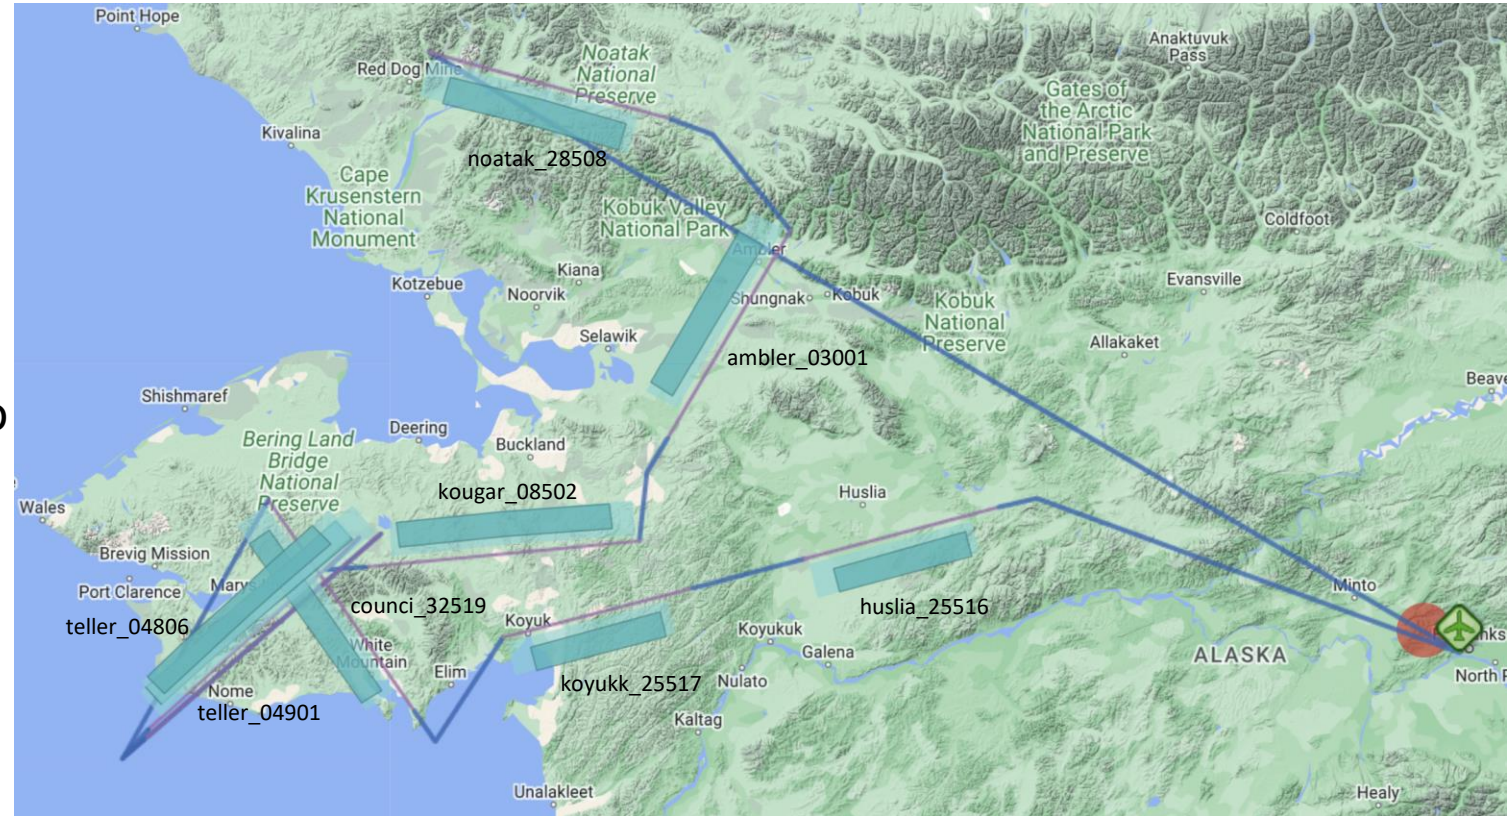 Point Hope
Anaktuvuk
Pass
Noatak
National
Preserve
Red Dog Mine
Gates of
the Arctic
National Park
and Preserve
Kivalina
noatak_28508
Cape
Krusenstern
National
Monument
Kobuk Valley
National Park
Coldfoot
Ambler
Kiana
Kotzebue
Noorvik
Shungnak
Kobuk
Evansville
Kobuk
National
Preserve
Selawik
Allakaket
ambler_03001
Shishmaref
Beave
Deering
Buckland
Bering Land
Bridge
National
Preserve
kougar_08502
Huslia
Wales
Brevig Mission
Port Clarence
Marys
Minto
counci_32519
huslia_25516
teller_04806
Koyuk
Koyukuk
White
Mountain
Elim
Galena
ALASKA
nks
North P
Nome
koyukk_25517
Nulato
teller_04901
Kaltag
Unalakleet
Healy